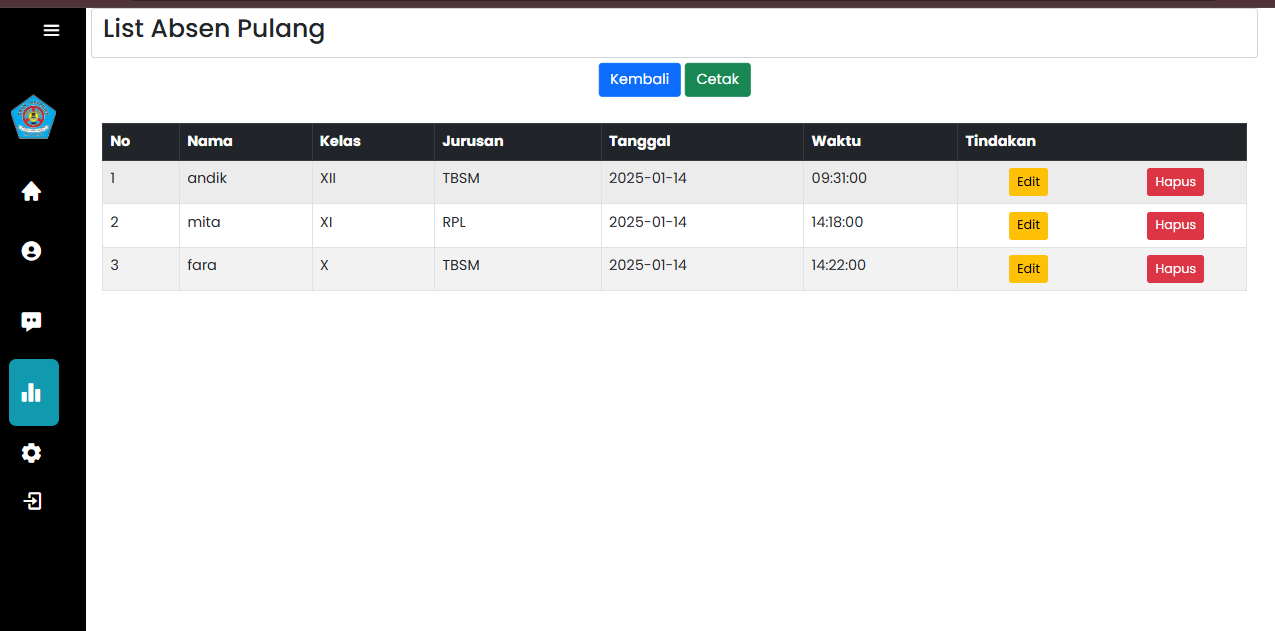 List Absen Pulang
Kembali Cetak
No Nama Kelas Jurusan Tanggal Waktu Tindakan
1 andik XII TBSM 2025-01-14 09:31:00 Edit Hapus
2 mita XI RPL 2025-01-14 14:18:00 Edit Hapus
3 fara X TBSM 2025-01-14 14:22:00 Edit Hapus